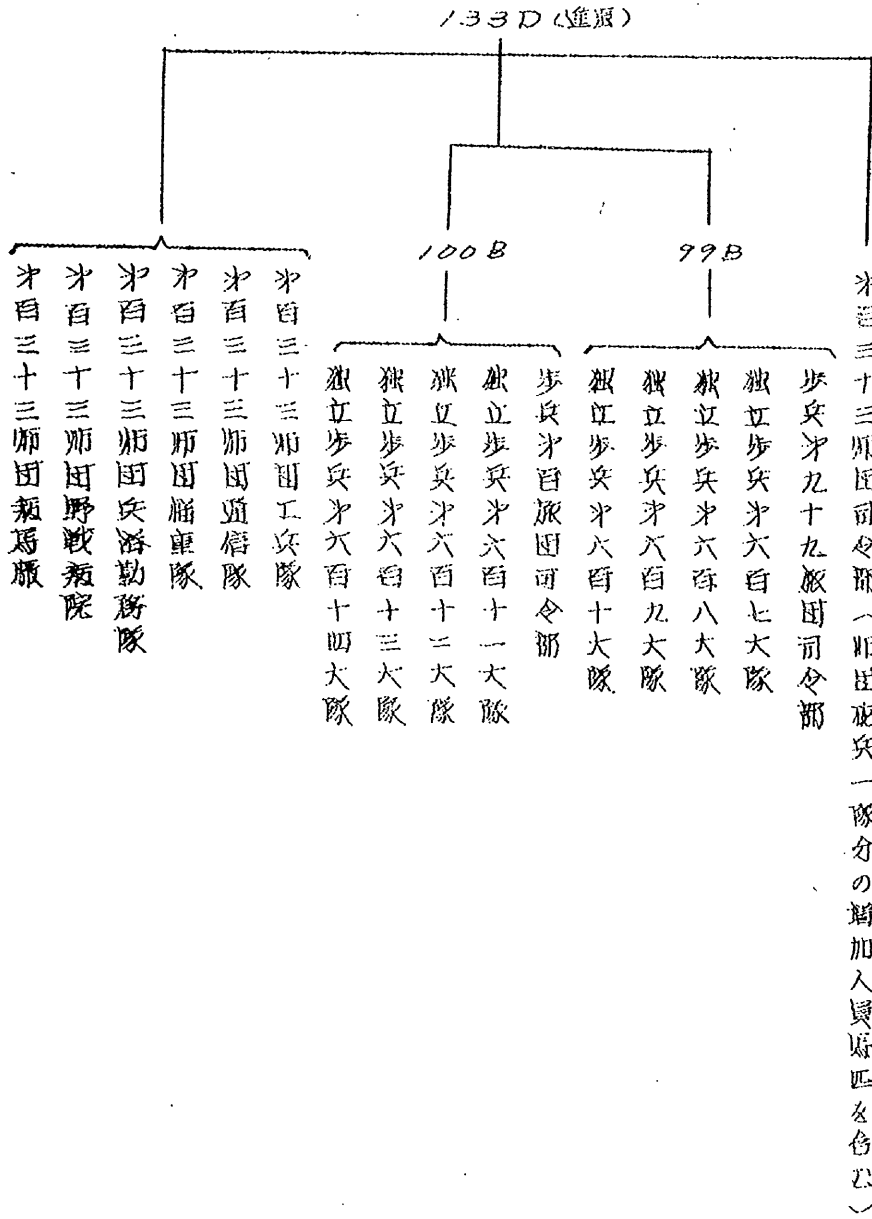 133D(進取)
100B
99B
第百三十三師団司令部(師団砲兵一隊分の増加人員馬匹を含む)
歩兵第九十九旅団司令部
独立歩兵第六百七大隊
独立歩兵第六百八大隊
独立歩兵第六百九大隊
独立歩兵第六百十大隊
歩兵第百旅団司令部
独立歩兵第六百十一大隊
独立歩兵第六百十二大隊
独立歩兵第六百十三大隊
独立歩兵第六百十四大隊
第百三十三師団工兵隊
第百三十三師団通信隊
第百三十三師団輜重隊
第百三十三師団兵器勤務隊
第百三十三師団野戦病院
第百三十三師団病馬廠